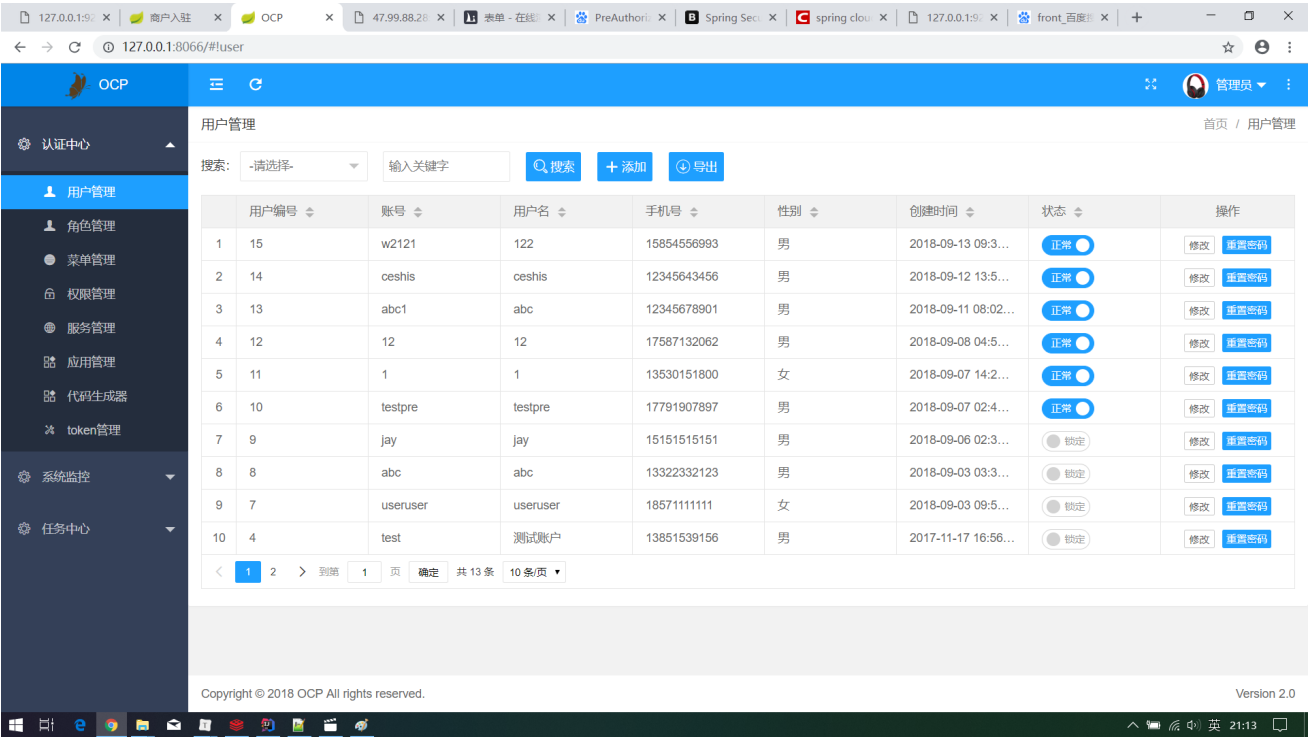 127.0.0.1:92
商户入驻
OCP
47.99.88.28
表单 - 在线
PreAuthori
Spring Secu
spring clou
127.0.0.1:92
front_百度
127.0.0.1:8066/#!user
OCP
管理员
认证中心
用户管理
角色管理
菜单管理
权限管理
服务管理
应用管理
代码生成器
token管理
系统监控
任务中心
用户管理
首页 / 用户管理
搜索: -请选择- 输入关键字 搜索 添加 导出
用户编号 账号 用户名 手机号 性别 创建时间 状态 操作
1 15 w2121 122 15854556993 男 2018-09-13 09:3... 正常 修改 重置密码
2 14 ceshis ceshis 12345643456 男 2018-09-12 13:5... 正常 修改 重置密码
3 13 abc1 abc 12345678901 男 2018-09-11 08:02... 正常 修改 重置密码
4 12 12 12 17587132062 男 2018-09-08 04:5... 正常 修改 重置密码
5 11 1 1 13530151800 女 2018-09-07 14:2... 正常 修改 重置密码
6 10 testpre testpre 17791907897 男 2018-09-07 02:4... 正常 修改 重置密码
7 9 jay jay 15151515151 男 2018-09-06 02:3... 锁定 修改 重置密码
8 8 abc abc 13322332123 男 2018-09-03 03:3... 锁定 修改 重置密码
9 7 useruser useruser 18571111111 女 2018-09-03 09:5... 锁定 修改 重置密码
10 4 test 测试账户 13851539156 男 2017-11-17 16:56... 锁定 修改 重置密码
1 2 到第 1 页 确定 共 13 条 10 条/页
Copyright © 2018 OCP All rights reserved.
Version 2.0
英 21:13